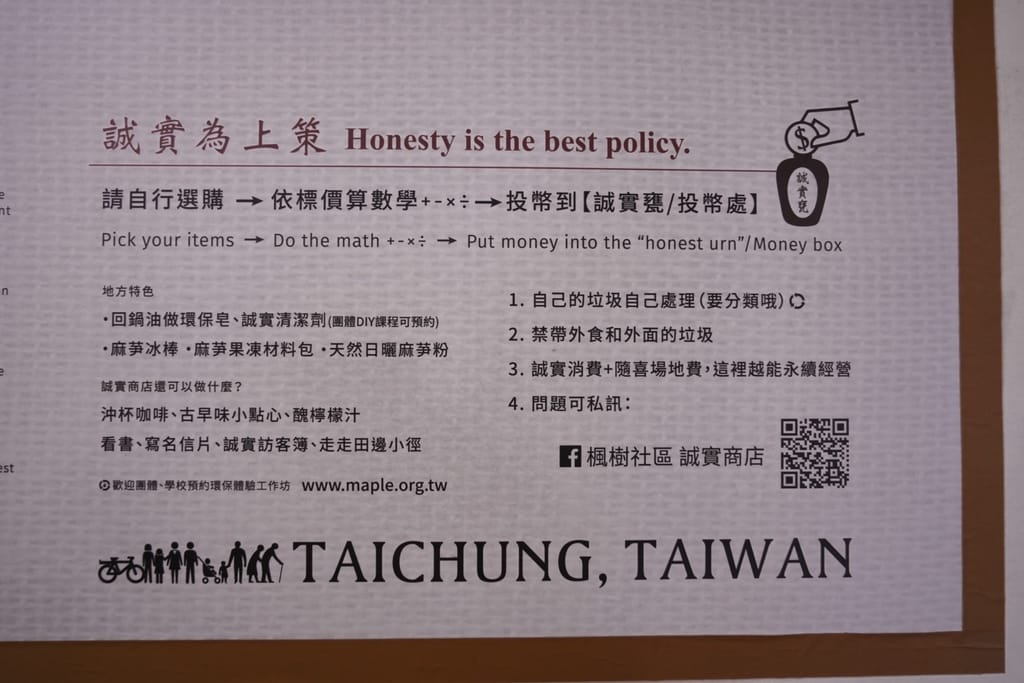 誠實為上策 Honesty is the best policy.
$
誠實甕
請自行選購 → 依標價算數學+-×÷→投幣到【誠實甕/投幣處】
Pick your items → Do the math +-×÷ → Put money into the “honest urn”/Money box
地方特色
・回鍋油做環保皂、誠實清潔劑(團體DIY課程可預約)
・麻芛冰棒・麻芛果凍材料包・天然日曬麻芛粉
誠實商店還可以做什麼？
沖杯咖啡、古早味小點心、醜檸檬汁
看書、寫名信片、誠實訪客簿、走走田邊小徑
歡迎團體、學校預約環保體驗工作坊 www.maple.org.tw
1. 自己的垃圾自己處理(要分類哦)
2. 禁帶外食和外面的垃圾
3. 誠實消費+隨喜場地費，這裡越能永續經營
4. 問題可私訊：
楓樹社區 誠實商店
TAICHUNG, TAIWAN